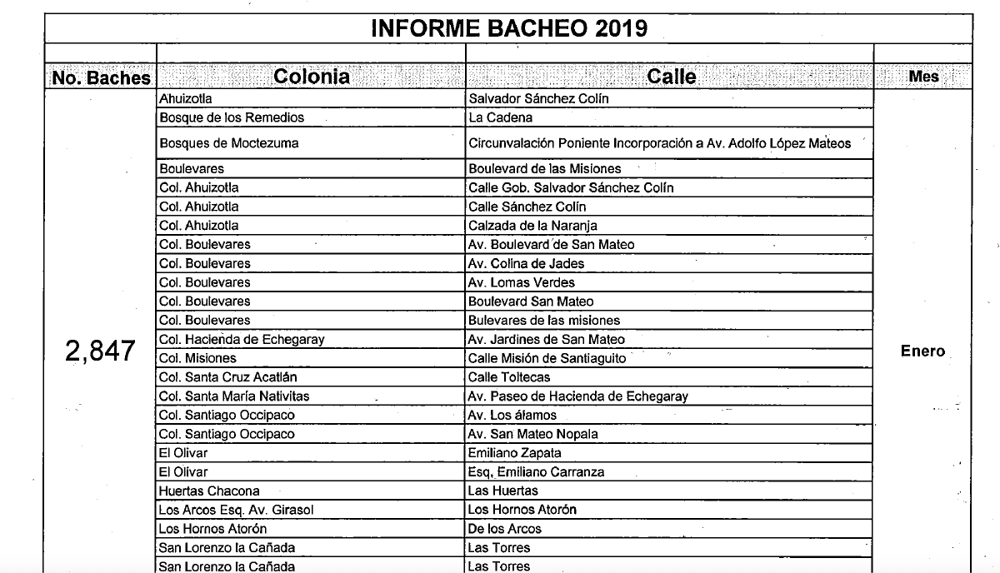 INFORME BACHEO 2019
No. Baches Colonia Calle Mes
Ahuizotla Salvador Sánchez Colín
Bosque de los Remedios La Cadena
Bosques de Moctezuma Circunvalación Poniente Incorporación a Av. Adolfo López Mateos
Boulevares Boulevard de las Misiones
Col. Ahuizotla Calle Gob. Salvador Sánchez Colín
Col. Ahuizotla Calle Sánchez Colín
Col. Ahuizotla Calzada de la Naranja
Col. Boulevares Av. Boulevard de San Mateo
Col. Boulevares Av. Colina de Jades
Col. Boulevares Av. Lomas Verdes
Col. Boulevares Boulevard San Mateo
Col. Boulevares Bulevares de las misiones
Col. Hacienda de Echegaray Av. Jardines de San Mateo
2,847 Col. Misiones Calle Misión de Santiaguito Enero
Col. Santa Cruz Acatlán Calle Toltecas
Col. Santa María Nativitas Av. Paseo de Hacienda de Echegaray
Col. Santiago Occipaco Av. Los álamos
Col. Santiago Occipaco Av. San Mateo Nopala
El Olivar Emiliano Zapata
El Olivar Esq. Emiliano Carranza
Huertas Chacona Las Huertas
Los Arcos Esq. Av. Girasol Los Hornos Atorón
Los Hornos Atorón De los Arcos
San Lorenzo la Cañada Las Torres
San Lorenzo la Cañada Las Torres